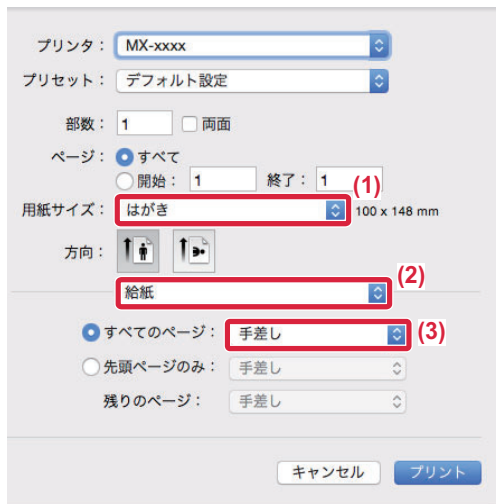 プリンタ： MX-xxxx
プリセット： デフォルト設定
部数： 1 両面
ページ： すべて
開始： 1 終了： 1
(1)
用紙サイズ： はがき 100 x 148 mm
方向：
(2)
給紙
すべてのページ： 手差し (3)
先頭ページのみ： 手差し
残りのページ： 手差し
キャンセル プリント